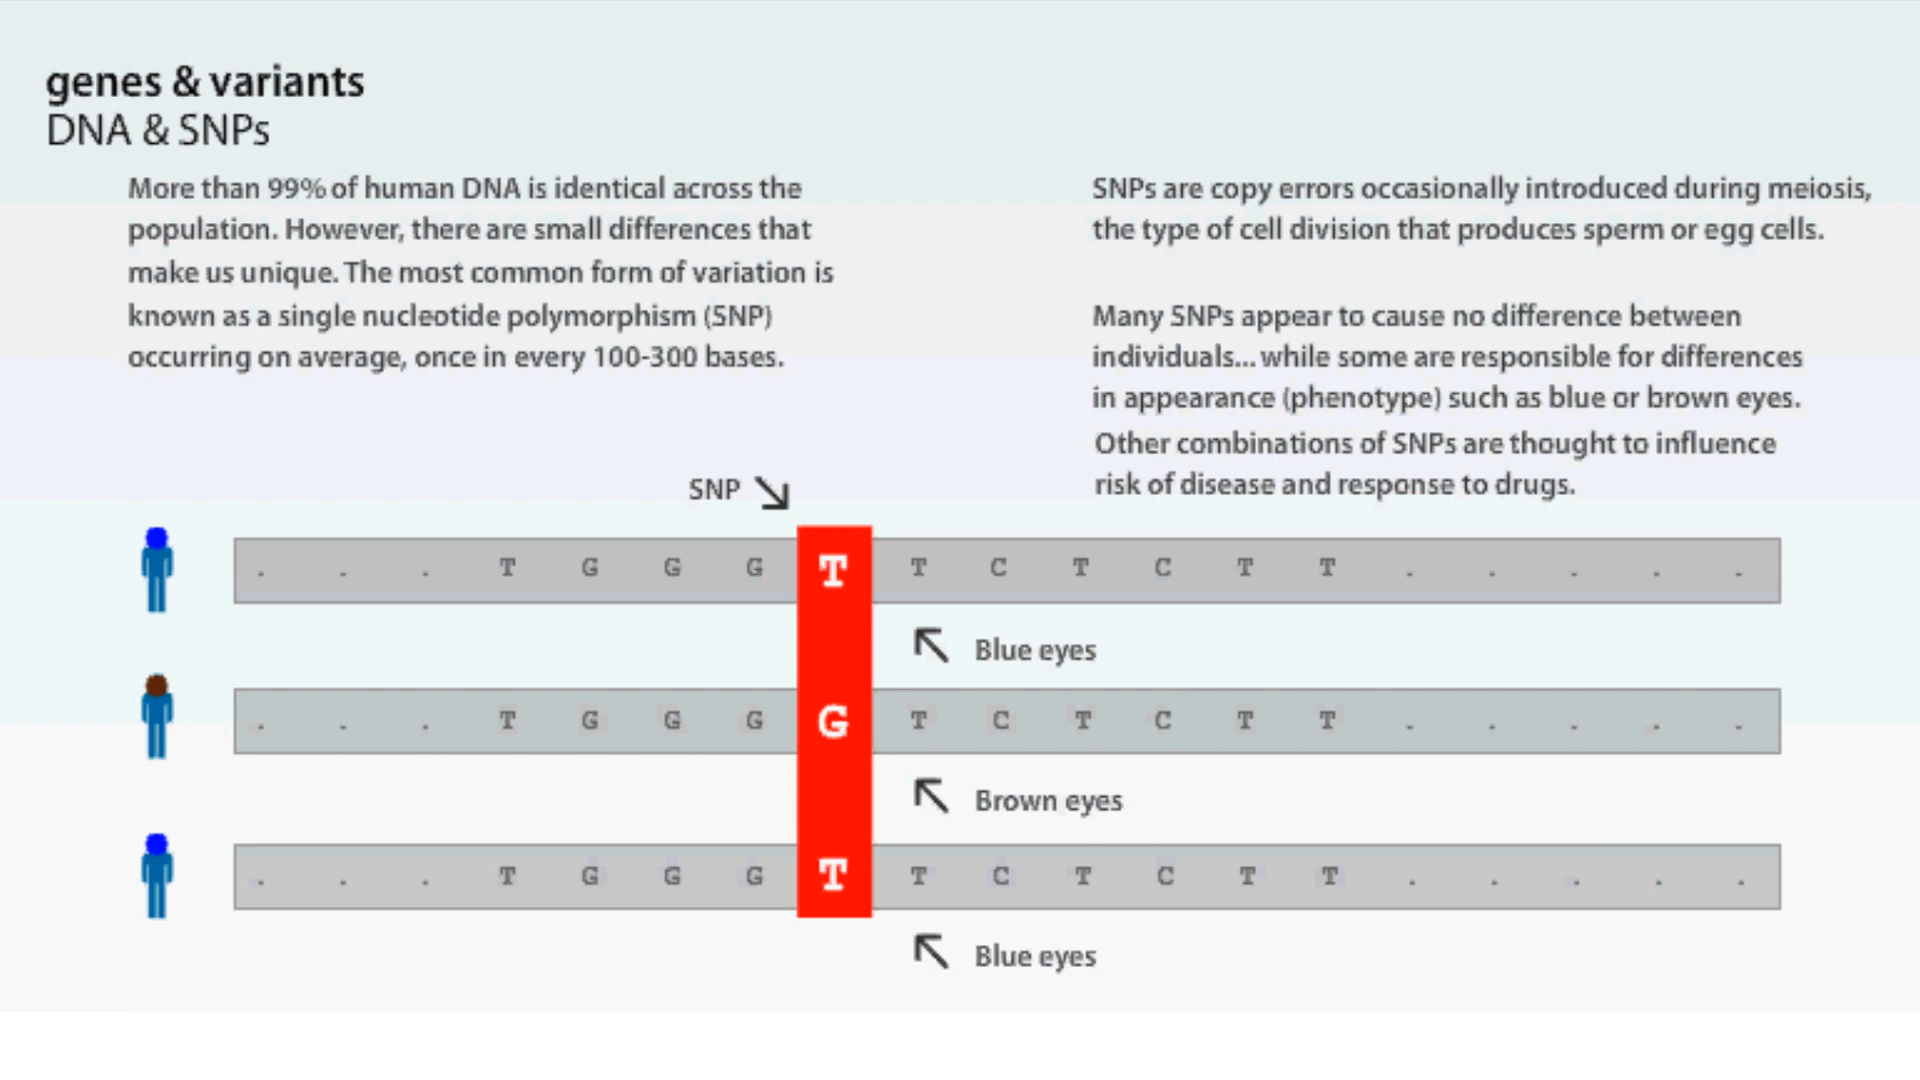 genes & variants
DNA & SNPs
More than 99% of human DNA is identical across the
population. However, there are small differences that
make us unique. The most common form of variation is
known as a single nucleotide polymorphism (SNP)
occurring on average, once in every 100-300 bases.
SNPs are copy errors occasionally introduced during meiosis,
the type of cell division that produces sperm or egg cells.
Many SNPs appear to cause no difference between
individuals... while some are responsible for differences
in appearance (phenotype) such as blue or brown eyes.
Other combinations of SNPs are thought to influence
risk of disease and response to drugs.
SNP
. . . T G G G T T C T C T T . . . . .
Blue eyes
. . . T G G G G T C T C T T . . . . .
Brown eyes
. . . T G G G T T C T C T T . . . . .
Blue eyes